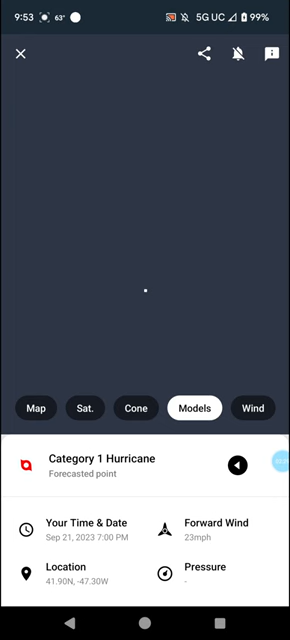 9:53 63° 5G UC 99%
Map Sat. Cone Models Wind
Category 1 Hurricane
Forecasted point
Your Time & Date
Sep 21, 2023 7:00 PM
Forward Wind
23mph
Location
41.90N, -47.30W
Pressure
-